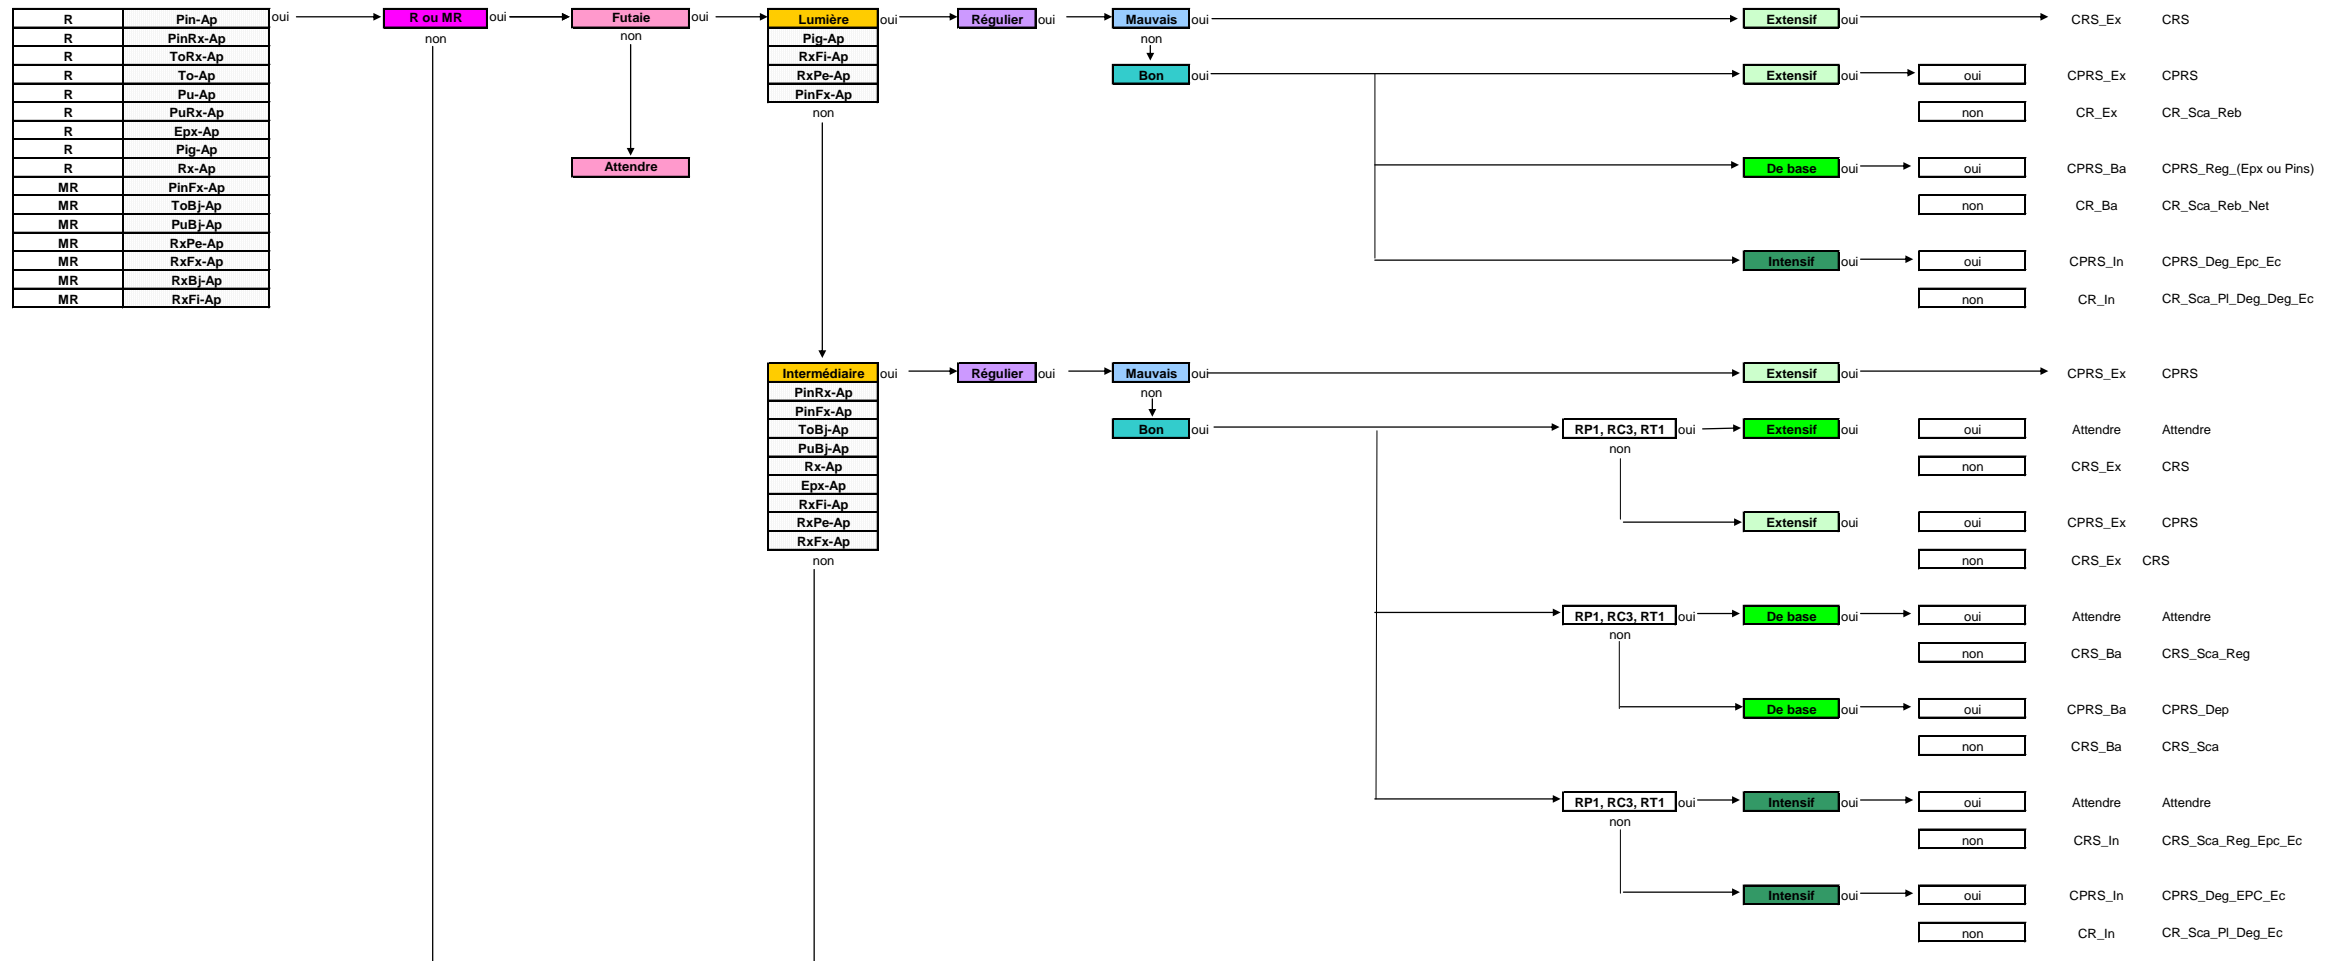 R Pin-Ap oui R ou MR oui Futaie oui Lumière oui Régulier oui Mauvais oui Extensif oui CRS_Ex CRS
R PinRx-Ap non non Pig-Ap non
R ToRx-Ap RxFi-Ap
R To-Ap RxPe-Ap Bon oui Extensif oui oui CPRS_Ex CPRS
R Pu-Ap PinFx-Ap
R PuRx-Ap non non CR_Ex CR_Sca_Reb
R Epx-Ap
R Pig-Ap
R Rx-Ap Attendre De base oui oui CPRS_Ba CPRS_Reg_(Epx ou Pins)
MR PinFx-Ap
MR ToBj-Ap non CR_Ba CR_Sca_Reb_Net
MR PuBj-Ap
MR RxPe-Ap
MR RxFx-Ap Intensif oui oui CPRS_In CPRS_Deg_Epc_Ec
MR RxBj-Ap
MR RxFi-Ap non CR_In CR_Sca_Pl_Deg_Deg_Ec
Intermédiaire oui Régulier oui Mauvais oui Extensif oui CPRS_Ex CPRS
PinRx-Ap non
PinFx-Ap
ToBj-Ap Bon oui RP1, RC3, RT1 oui Extensif oui oui Attendre Attendre
PuBj-Ap non
Rx-Ap non CRS_Ex CRS
Epx-Ap
RxFi-Ap
RxPe-Ap Extensif oui oui CPRS_Ex CPRS
RxFx-Ap
non non CRS_Ex CRS
RP1, RC3, RT1 oui De base oui oui Attendre Attendre
non
non CRS_Ba CRS_Sca_Reg
De base oui oui CPRS_Ba CPRS_Dep
non CRS_Ba CRS_Sca
RP1, RC3, RT1 oui Intensif oui oui Attendre Attendre
non
non CRS_In CRS_Sca_Reg_Epc_Ec
Intensif oui oui CPRS_In CPRS_Deg_EPC_Ec
non CR_In CR_Sca_Pl_Deg_Ec